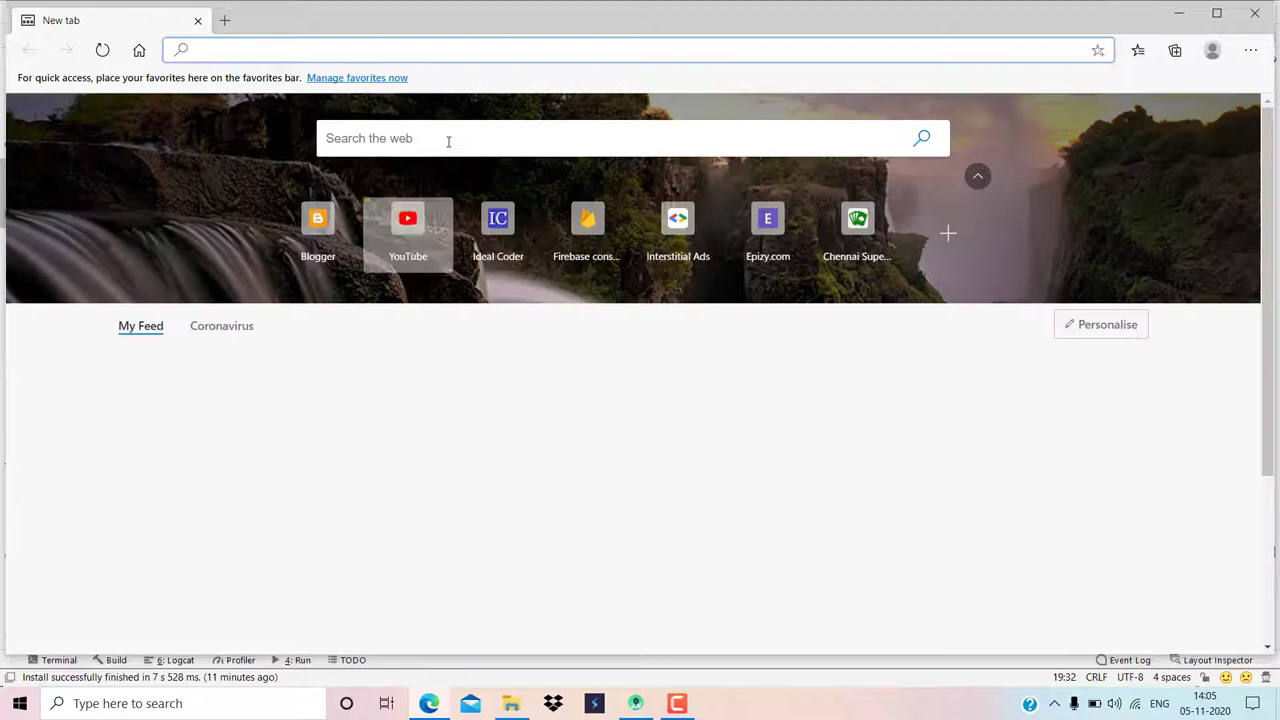 New tab
For quick access, place your favorites here on the favorites bar. Manage favorites now
Search the web
Blogger
YouTube
IC
Ideal Coder
Firebase cons...
Interstitial Ads
E
Epizy.com
Chennai Supe...
My Feed
Coronavirus
Personalise
Terminal
Build
6: Logcat
Profiler
4: Run
TODO
Event Log
Layout Inspector
Install successfully finished in 7 s 528 ms. (11 minutes ago)
19:32
CRLF
UTF-8
4 spaces
Type here to search
ENG
14:05
05-11-2020